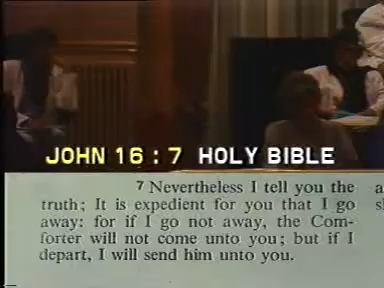 JOHN 16 : 7 HOLY BIBLE
7 Nevertheless I tell you the
truth; It is expedient for you that I go
away: for if I go not away, the Com-
forter will not come unto you; but if I
depart, I will send him unto you.